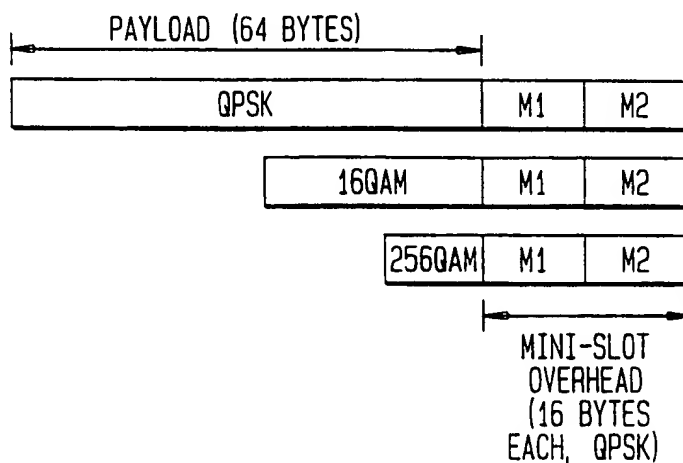 PAYLOAD (64 BYTES)
QPSK M1 M2
16QAM M1 M2
256QAM M1 M2
MINI-SLOT
OVERHEAD
(16 BYTES
EACH, QPSK)